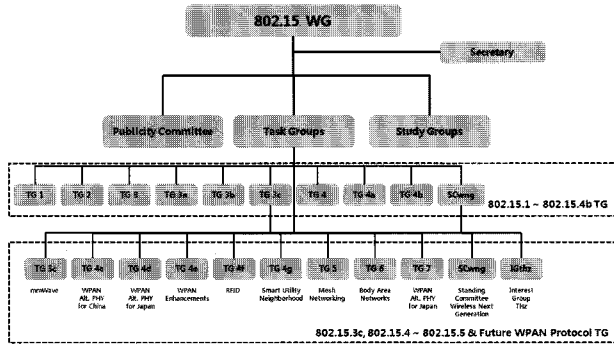 802.15 WG
Secretary
Publicity Committee
Task Groups
Study Groups
TG 1
TG 2
TG 3
TG 3a
TG 3b
TG 3c
TG 4
TG 4a
TG 4b
SCwng
802.15.1 ~ 802.15.4b TG
TG 3c
TG 4c
TG 4d
TG 4e
TG 4f
TG 4g
TG 5
TG 6
TG 7
SCwng
IGthz
mmWave
WPAN
Alt. PHY
for China
WPAN
Alt. PHY
for Japan
WPAN
Enhancements
RFID
Smart Utility
Neighborhood
Mesh
Networking
Body Area
Networks
WPAN
Alt. PHY
for Japan
Standing
Committee
Wireless Next
Generation
Interest
Group
THz
802.15.3c, 802.15.4 ~ 802.15.5 & Future WPAN Protocol TG